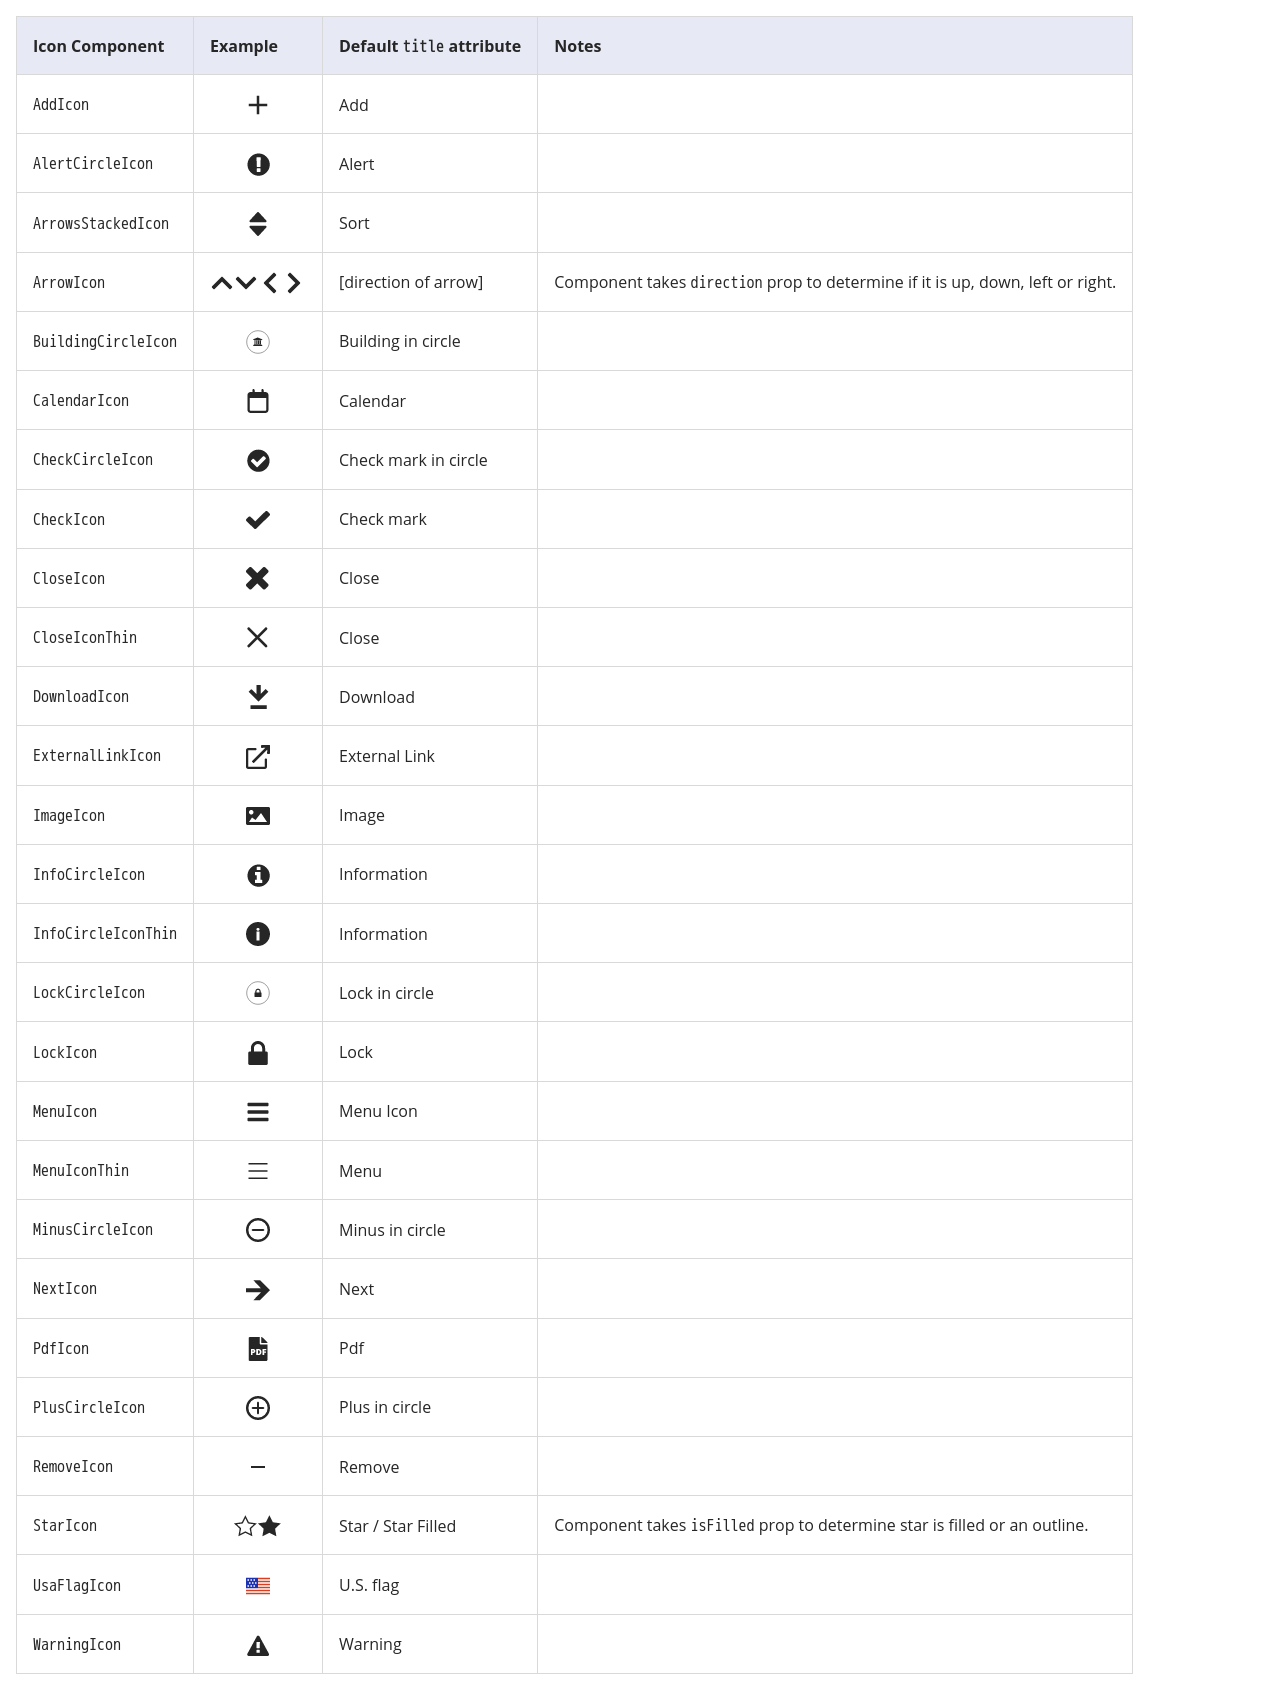 Icon Component Example Default title attribute Notes
AddIcon Add
AlertCircleIcon Alert
ArrowsStackedIcon Sort
ArrowIcon [direction of arrow] Component takes direction prop to determine if it is up, down, left or right.
BuildingCircleIcon Building in circle
CalendarIcon Calendar
CheckCircleIcon Check mark in circle
CheckIcon Check mark
CloseIcon Close
CloseIconThin Close
DownloadIcon Download
ExternalLinkIcon External Link
ImageIcon Image
InfoCircleIcon Information
InfoCircleIconThin Information
LockCircleIcon Lock in circle
LockIcon Lock
MenuIcon Menu Icon
MenuIconThin Menu
MinusCircleIcon Minus in circle
NextIcon Next
PdfIcon PDF Pdf
PlusCircleIcon Plus in circle
RemoveIcon Remove
StarIcon Star / Star Filled Component takes isFilled prop to determine star is filled or an outline.
UsaFlagIcon U.S. flag
WarningIcon Warning